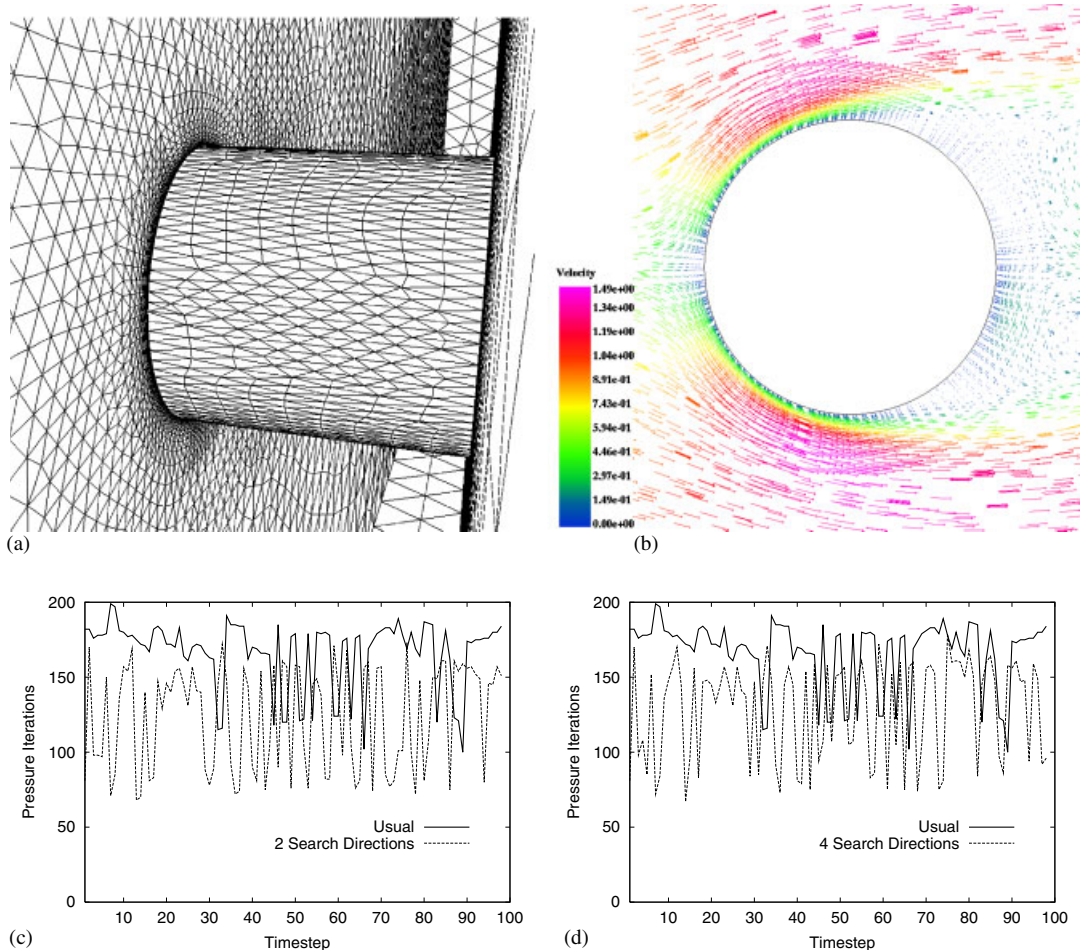 Velocity
1.49e+00
1.34e+00
1.19e+00
1.04e+00
8.91e-01
7.43e-01
5.94e-01
4.46e-01
2.97e-01
1.49e-01
0.00e+00
(a)
(b)
200
150
100
50
0
Pressure Iterations
Usual
2 Search Directions
10 20 30 40 50 60 70 80 90 100
Timestep
(c)
200
150
100
50
0
Pressure Iterations
Usual
4 Search Directions
10 20 30 40 50 60 70 80 90 100
Timestep
(d)